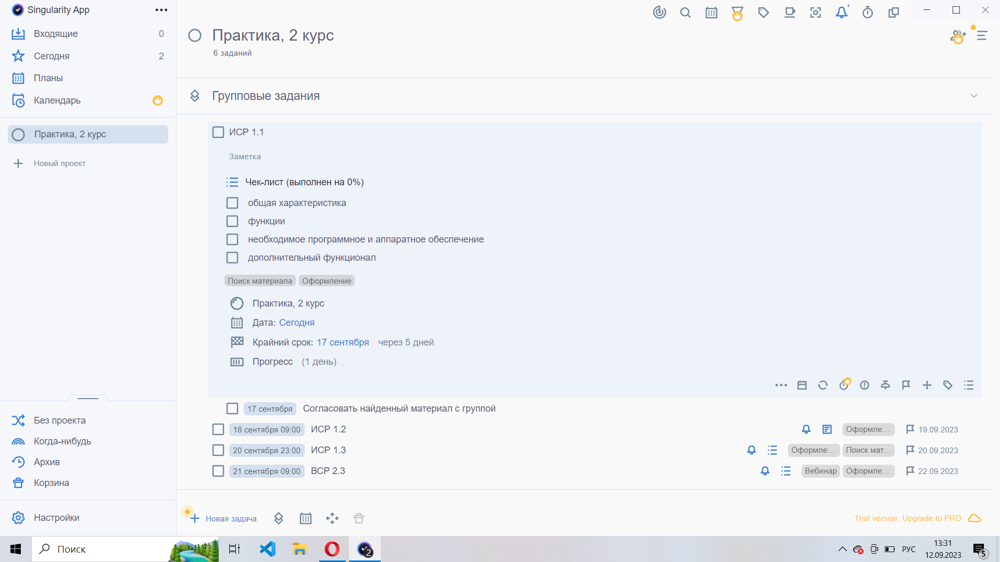 Singularity App
Входящие 0
Сегодня 2
Планы
Календарь
Практика, 2 курс
Новый проект
Без проекта
Когда-нибудь
Архив
Корзина
Настройки
Практика, 2 курс
6 заданий
Групповые задания
ИСР 1.1
Заметка
Чек-лист (выполнен на 0%)
общая характеристика
функции
необходимое программное и аппаратное обеспечение
дополнительный функционал
Поиск материала Оформление
Практика, 2 курс
Дата: Сегодня
Крайний срок: 17 сентября через 5 дней
Прогресс (1 день) .
17 сентября Согласовать найденный материал с группой
18 сентября 09:00 ИСР 1.2 Оформле... 19.09.2023
20 сентября 23:00 ИСР 1.3 Оформле... Поиск мат... 20.09.2023
21 сентября 09:00 ВСР 2.3 Вебинар Оформле... 22.09.2023
Новая задача
Trial version. Upgrade to PRO
Поиск
2
РУС
13:31
12.09.2023
5